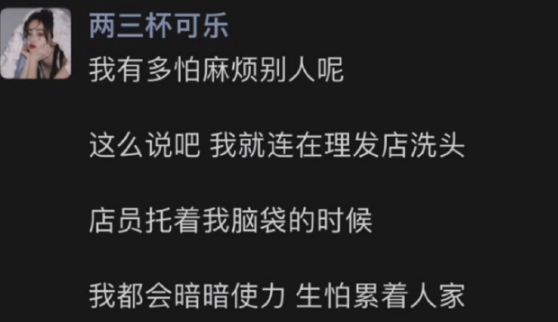 两三杯可乐
我有多怕麻烦别人呢
这么说吧 我就连在理发店洗头
店员托着我脑袋的时候
我都会暗暗使力 生怕累着人家